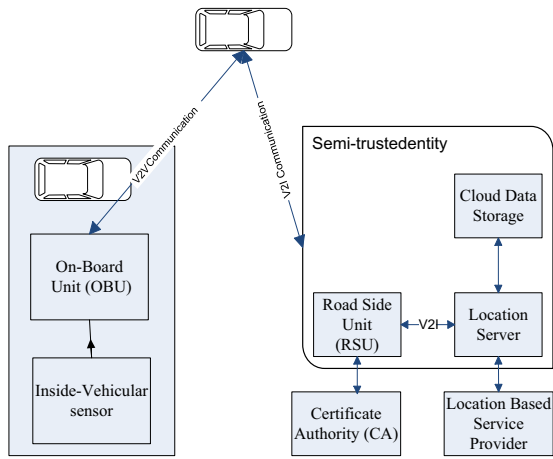 V2V Communication
V2I Communication
Semi-trustedentity
Cloud Data
Storage
On-Board
Unit (OBU)
Road Side
Unit
(RSU)
V2I
Location
Server
Inside-Vehicular
sensor
Certificate
Authority (CA)
Location Based
Service
Provider